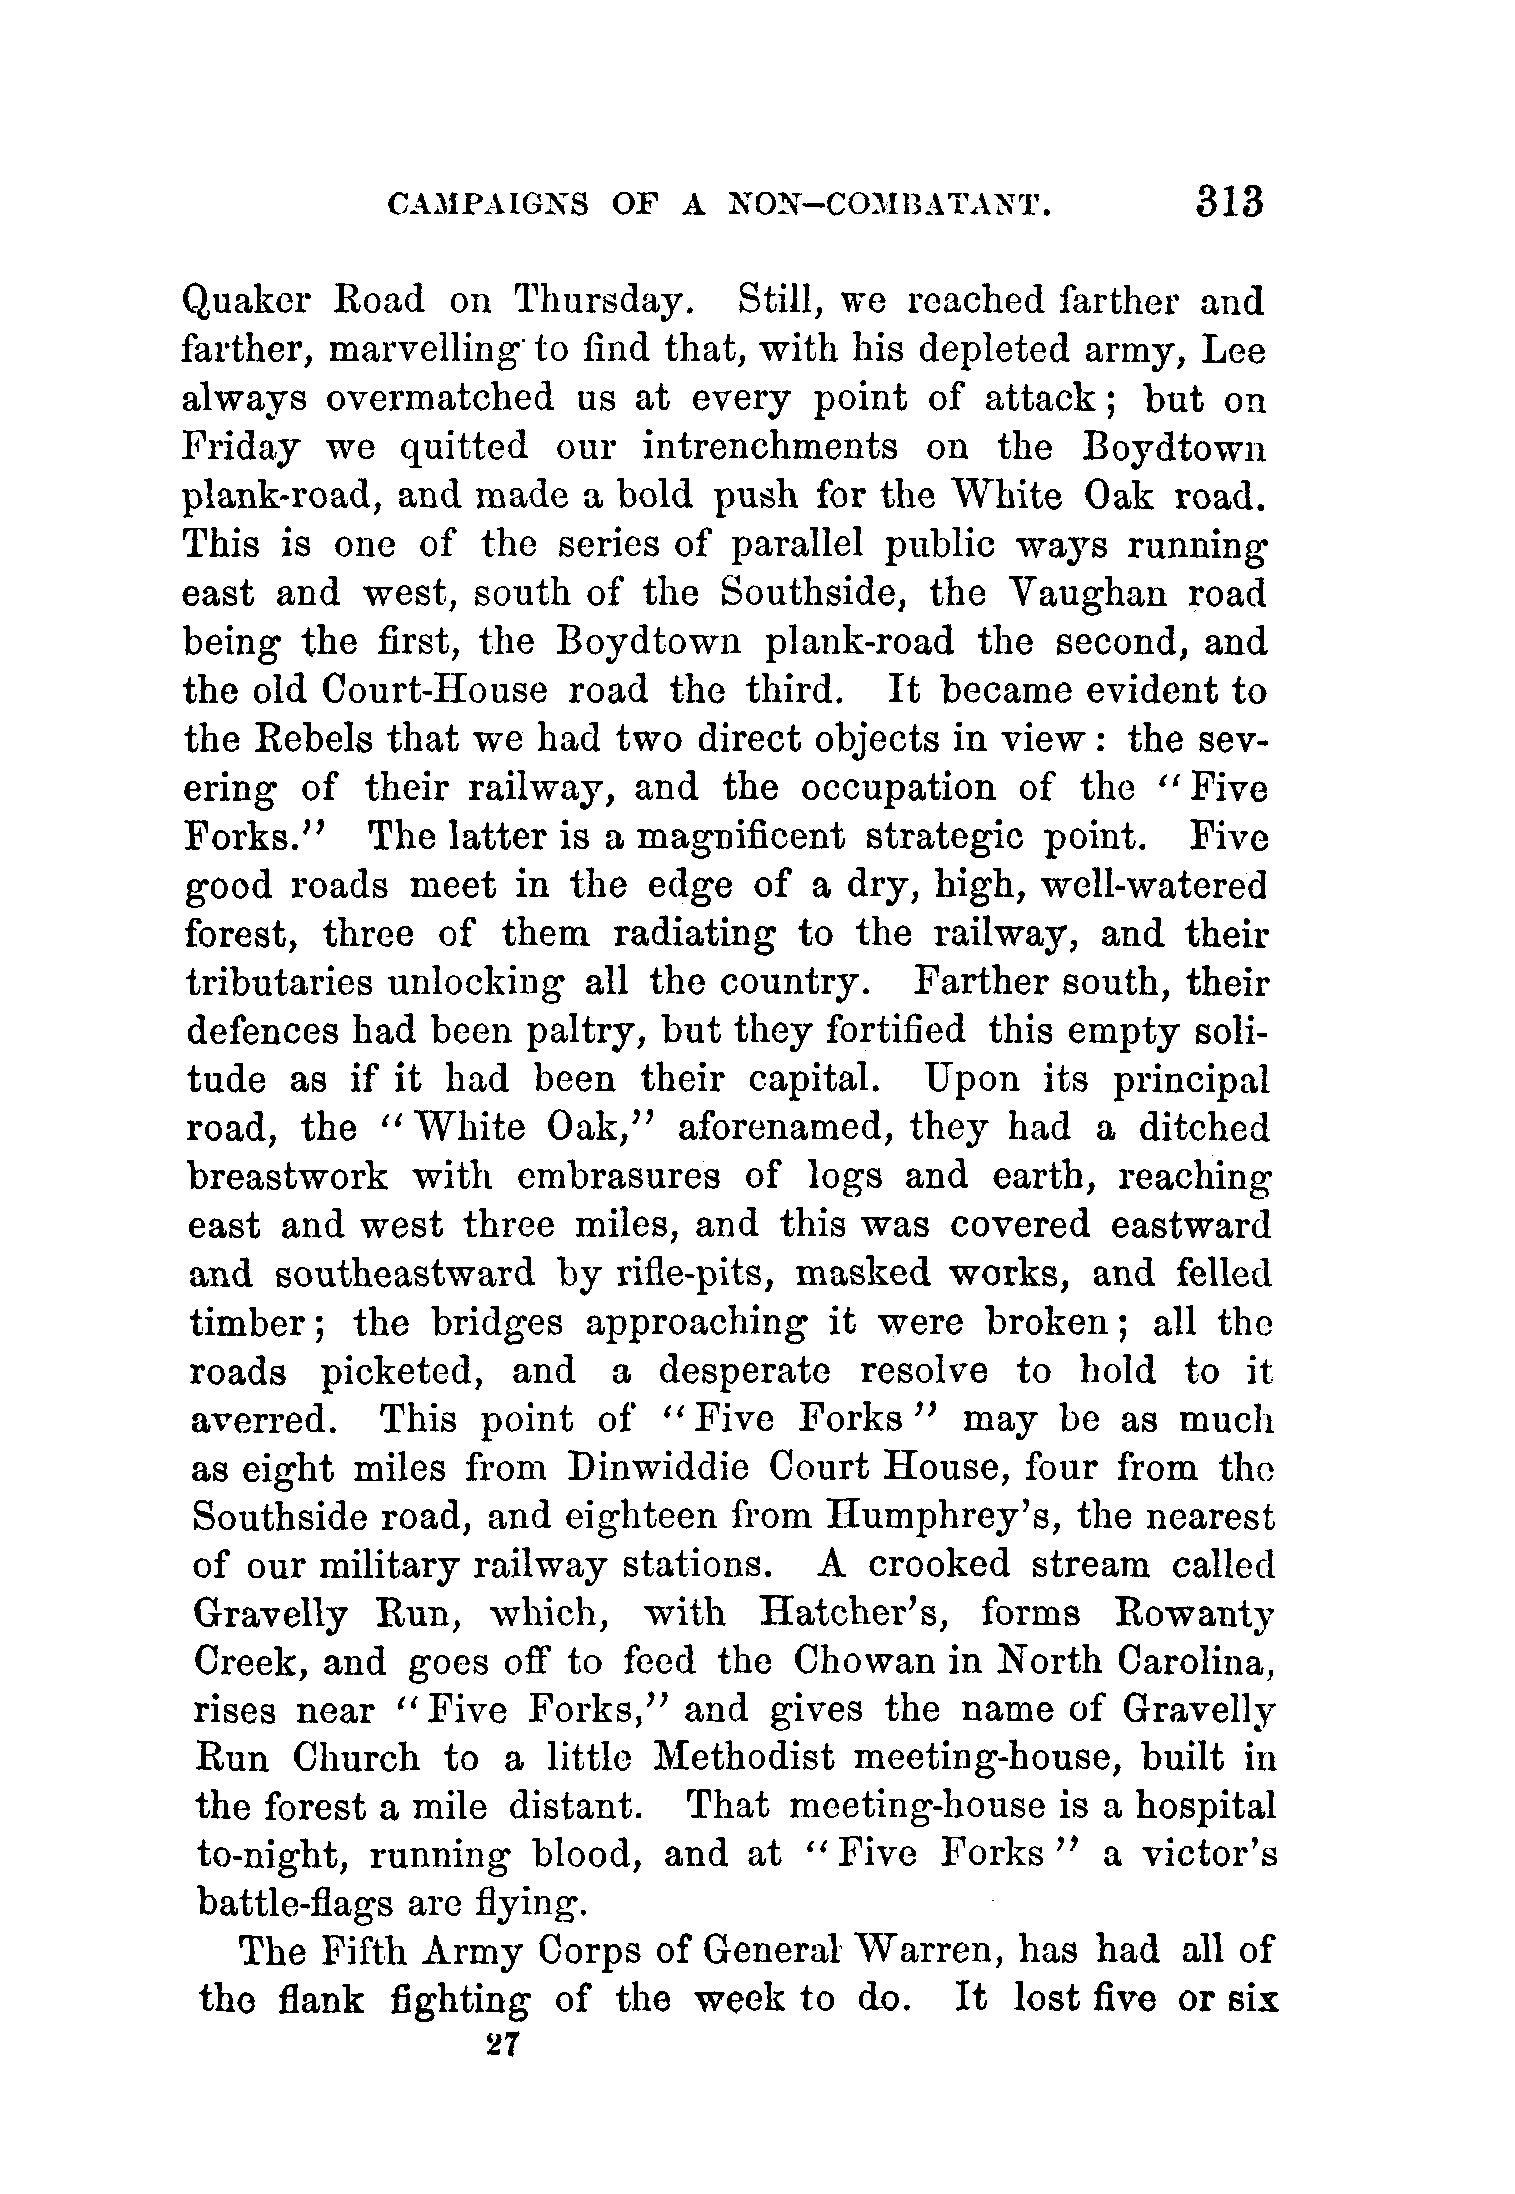 CAMPAIGNS OF A NON-COMBATANT. 313
Quaker Road on Thursday. Still, we reached farther and
farther, marvelling to find that, with his depleted army, Lee
always overmatched us at every point of attack; but on
Friday we quitted our intrenchments on the Boydtown
plank-road, and made a bold push for the White Oak road.
This is one of the series of parallel public ways running
east and west, south of the Southside, the Vaughan road
being the first, the Boydtown plank-road the second, and
the old Court-House road the third. It became evident to
the Rebels that we had two direct objects in view: the sev-
ering of their railway, and the occupation of the "Five
Forks." The latter is a magnificent strategic point. Five
good roads meet in the edge of a dry, high, well-watered
forest, three of them radiating to the railway, and their
tributaries unlocking all the country. Farther south, their
defences had been paltry, but they fortified this empty soli-
tude as if it had been their capital. Upon its principal
road, the "White Oak," aforenamed, they had a ditched
breastwork with embrasures of logs and earth, reaching
east and west three miles, and this was covered eastward
and southeastward by rifle-pits, masked works, and felled
timber; the bridges approaching it were broken; all the
roads picketed, and a desperate resolve to hold to it
averred. This point of "Five Forks" may be as much
as eight miles from Dinwiddie Court House, four from the
Southside road, and eighteen from Humphrey's, the nearest
of our military railway stations. A crooked stream called
Gravelly Run, which, with Hatcher's, forms Rowanty
Creek, and goes off to feed the Chowan in North Carolina,
rises near "Five Forks," and gives the name of Gravelly
Run Church to a little Methodist meeting-house, built in
the forest a mile distant. That meeting-house is a hospital
to-night, running blood, and at "Five Forks" a victor's
battle-flags are flying.
The Fifth Army Corps of General Warren, has had all of
the flank fighting of the week to do. It lost five or six
27